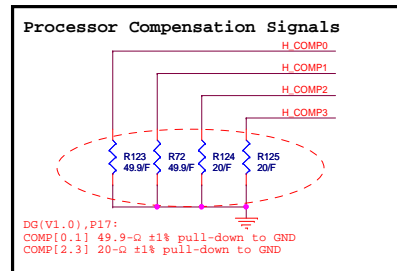 Processor Compensation Signals
H_COMP0
H_COMP1
H_COMP2
H_COMP3
R123 R72 R124 R125
49.9/F 49.9/F 20/F 20/F
DG(V1.0),P17:
COMP[0.1] 49.9-Ω ±1% pull-down to GND
COMP[2.3] 20-Ω ±1% pull-down to GND